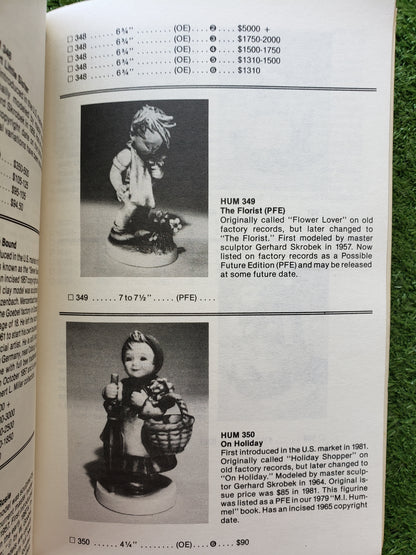 □ 348 ...... 6¾" ....... (OE) .... ❷ .... $5000 +
□ 348 ...... 6¾" ....... (OE) .... ❸ .... $1750-2000
□ 348 ...... 6¾" ....... (OE) .... ❹ .... $1500-1750
□ 348 ...... 6¾" ....... (OE) .... ❺ .... $1310-1500
□ 348 ...... 6¾" ....... (OE) .... ❻ .... $1310
HUM 349
The Florist (PFE)
Originally called "Flower Lover" on old
factory records, but later changed to
"The Florist." First modeled by master
sculptor Gerhard Skrobek in 1957. Now
listed on factory records as a Possible
Future Edition (PFE) and may be released
at some future date.
□ 349 ...... 7 to 7½" ..... (PFE) ....
HUM 350
On Holiday
First introduced in the U.S. market in 1981.
Originally called "Holiday Shopper" on
old factory records, but later changed to
"On Holiday." Modeled by master sculp-
tor Gerhard Skrobek in 1964. Original is-
sue price was $85 in 1981. This figurine
was listed as a PFE in our 1979 "M.I. Hum-
mel" book. Has an incised 1965 copyright
date.
□ 350 ...... 4¼" ....... (OE) .... ❻ .... $90